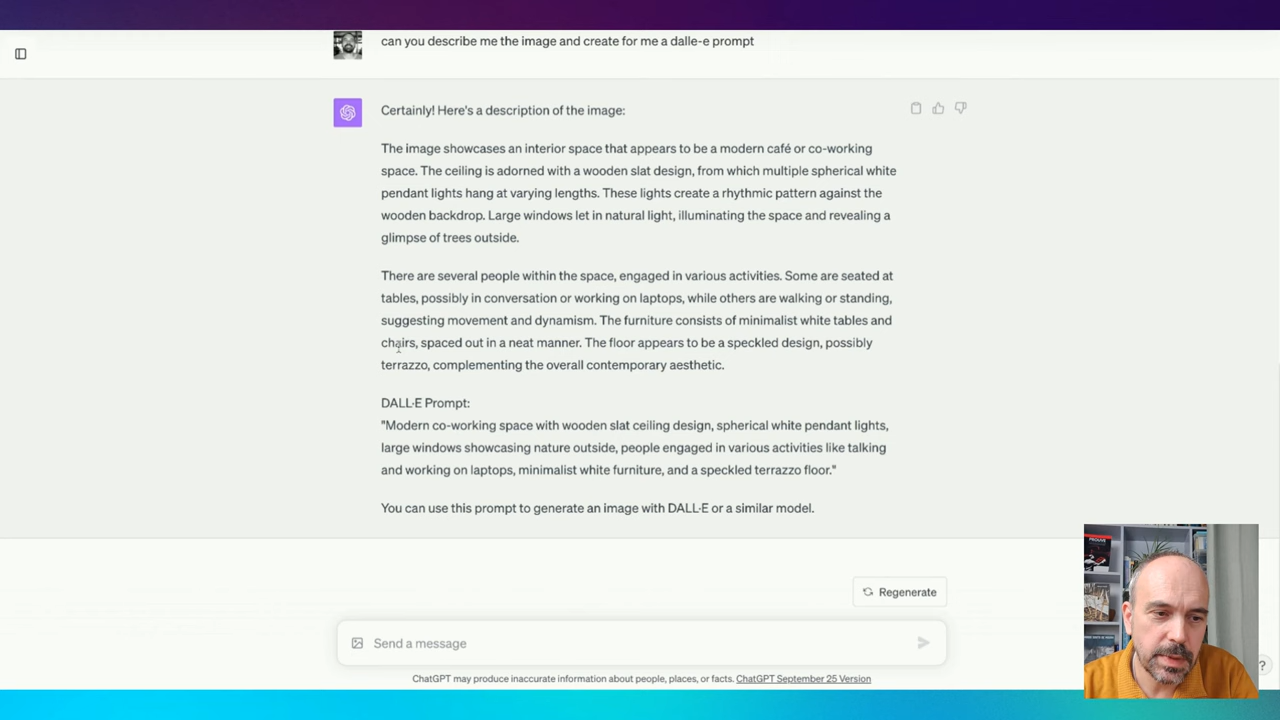 can you describe me the image and create for me a dalle-e prompt
Certainly! Here's a description of the image:
The image showcases an interior space that appears to be a modern café or co-working
space. The ceiling is adorned with a wooden slat design, from which multiple spherical white
pendant lights hang at varying lengths. These lights create a rhythmic pattern against the
wooden backdrop. Large windows let in natural light, illuminating the space and revealing a
glimpse of trees outside.
There are several people within the space, engaged in various activities. Some are seated at
tables, possibly in conversation or working on laptops, while others are walking or standing,
suggesting movement and dynamism. The furniture consists of minimalist white tables and
chairs, spaced out in a neat manner. The floor appears to be a speckled design, possibly
terrazzo, complementing the overall contemporary aesthetic.
DALL·E Prompt:
"Modern co-working space with wooden slat ceiling design, spherical white pendant lights,
large windows showcasing nature outside, people engaged in various activities like talking
and working on laptops, minimalist white furniture, and a speckled terrazzo floor."
You can use this prompt to generate an image with DALL·E or a similar model.
Regenerate
Send a message
ChatGPT may produce inaccurate information about people, places, or facts. ChatGPT September 25 Version
?
PROUVE